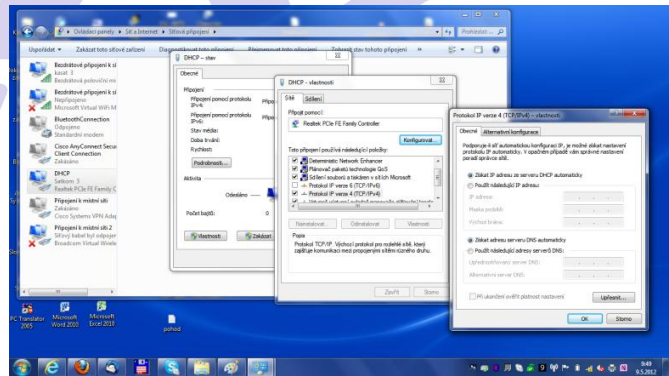 Ovládací panely ▸ Síť a Internet ▸ Síťová připojení ▸
Prohledat ...
Uspořádat
Zakázat toto síťové zařízení
Diagnostikovat toto připojení
Přejmenovat toto připojení
Zobrazit stav tohoto připojení
Bezdrátové připojení k sí
kasat 3
Bezdrátové připojení k sí
Nepřipojeno
Microsoft Virtual WiFi M
BluetoothConnection
Odpojeno
Standardní modem
Cisco AnyConnect Secur
Client Connection
Zakázáno
DHCP
Satkom 3
Realtek PCIe FE Family C
Připojení k místní síti
Zakázáno
Cisco Systems VPN Adap
Připojení k místní síti 2
Síťový kabel byl odpojen
Broadcom Virtual Wirele
DHCP – stav
Obecné
Připojení
Připojení pomocí protokolu
IPv4:
Připojení pomocí protokolu
IPv6:
Stav média:
Doba trvání:
Rychlost:
Podrobnosti...
Aktivita
Odesláno
Počet bajtů:
0
Vlastnosti
Zakázat
DHCP – vlastnosti
Sítě
Sdílení
Připojit pomocí:
Realtek PCIe FE Family Controller
Konfigurovat...
Toto připojení používá následující položky:
Deterministic Network Enhancer
Plánovač paketů technologie QoS
Sdílení souborů a tiskáren v sítích Microsoft
Protokol IP verze 6 (TCP/IPv6)
Protokol IP verze 4 (TCP/IPv4)
Nainstalovat...
Odinstalovat
Vlastnosti
Popis
Protokol TCP/IP. Výchozí protokol pro rozlehlé sítě, který
zajišťuje komunikaci mezi propojenými sítěmi různého druhu.
Zavřít
Storno
Protokol IP verze 4 (TCP/IPv4) – vlastnosti
Obecné
Alternativní konfigurace
Podporuje-li síť automatickou konfiguraci IP, je možné získat nastavení
protokolu IP automaticky. V opačném případě vám správné nastavení
poradí správce sítě.
Získat IP adresu ze serveru DHCP automaticky
Použít následující IP adresu:
IP adresa:
Maska podsítě:
Výchozí brána:
Získat adresu serveru DNS automaticky
Použít následující adresy serverů DNS:
Upřednostňovaný server DNS:
Alternativní server DNS:
Při ukončení ověřit platnost nastavení
Upřesnit...
OK
Storno
PC Translator
2005
Microsoft
Word 2010
Microsoft
Excel 2010
pohod
9:49
9.5.2012